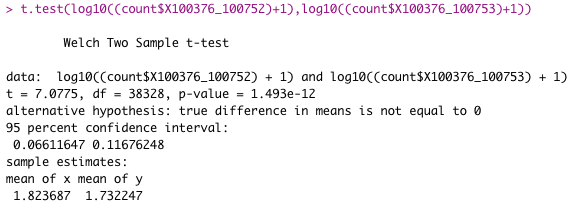 > t.test(log10((count$X100376_100752)+1),log10((count$X100376_100753)+1))
Welch Two Sample t-test
data:  log10((count$X100376_100752) + 1) and log10((count$X100376_100753) + 1)
t = 7.0775, df = 38328, p-value = 1.493e-12
alternative hypothesis: true difference in means is not equal to 0
95 percent confidence interval:
0.06611647 0.11676248
sample estimates:
mean of x mean of y
1.823687  1.732247